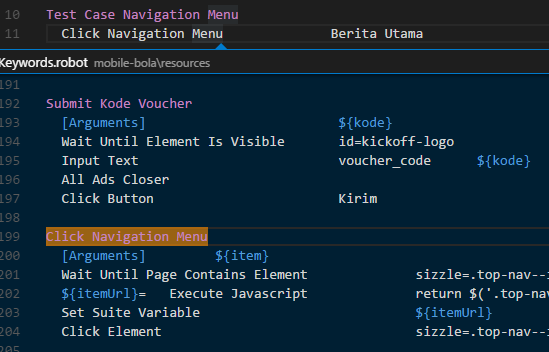 10 Test Case Navigation Menu
11 Click Navigation Menu Berita Utama
Keywords.robot mobile-bola\resources
191
192 Submit Kode Voucher
193 [Arguments] ${kode}
194 Wait Until Element Is Visible id=kickoff-logo
195 Input Text voucher_code ${kode}
196 All Ads Closer
197 Click Button Kirim
198
199 Click Navigation Menu
200 [Arguments] ${item}
201 Wait Until Page Contains Element sizzle=.top-nav--i
202 ${itemUrl}= Execute Javascript return $('.top-nav
203 Set Suite Variable ${itemUrl}
204 Click Element sizzle=.top-nav--i
205